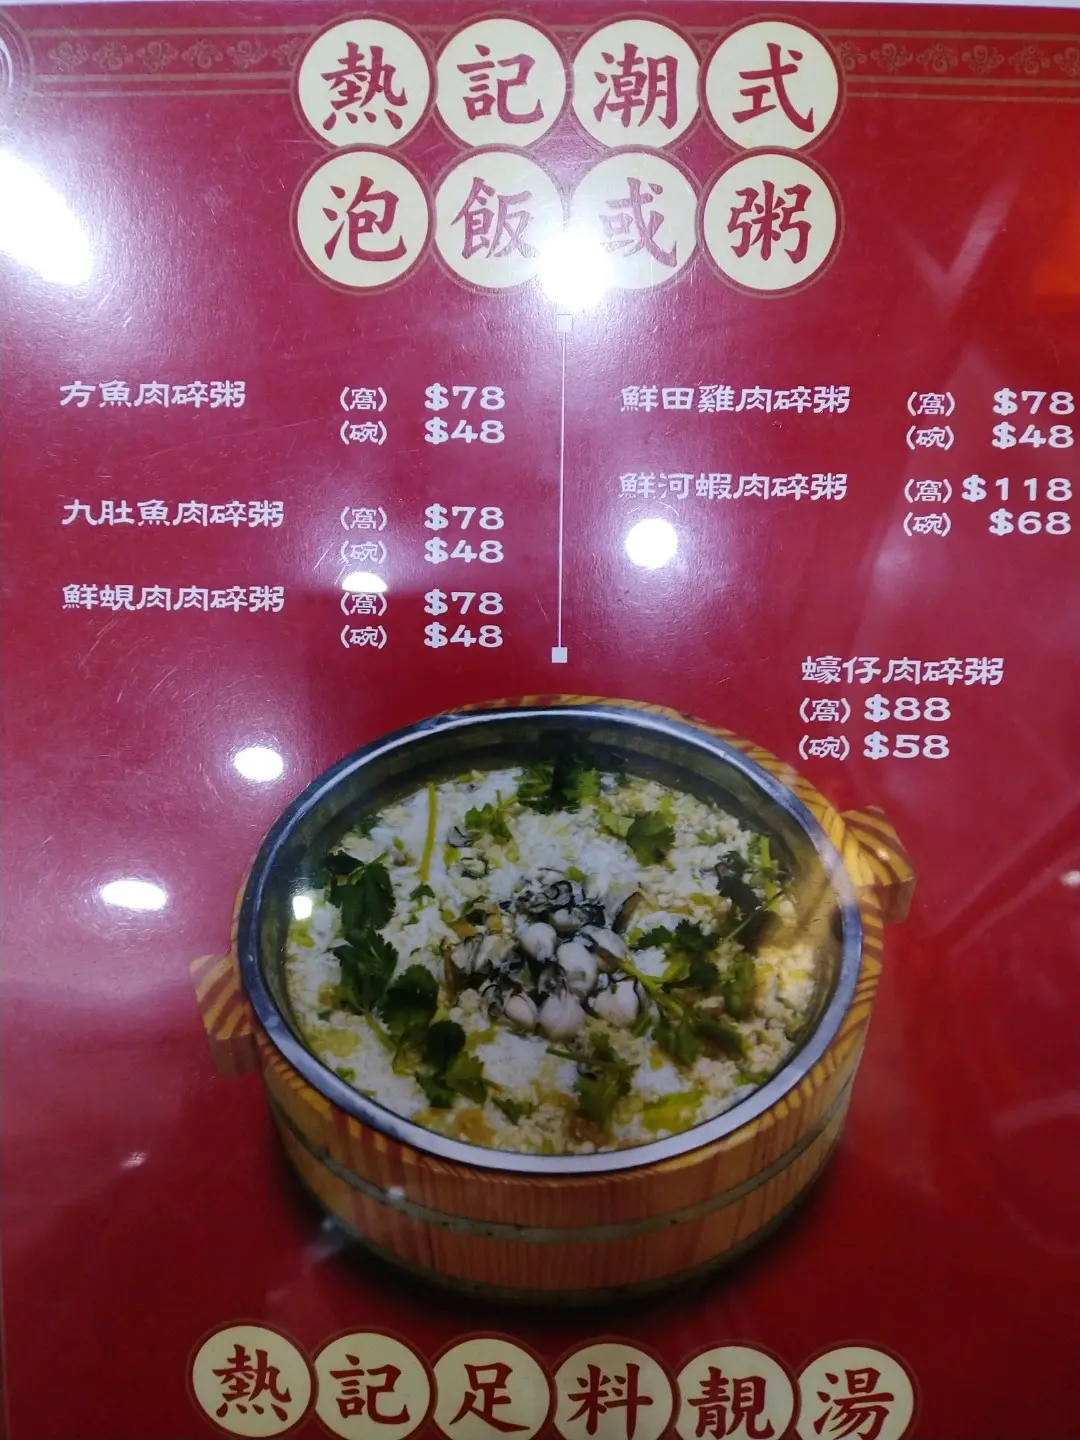 熱記潮式
泡飯或粥
方魚肉碎粥 (窩) $78
(碗) $48
九肚魚肉碎粥 (窩) $78
(碗) $48
鮮蜆肉肉碎粥 (窩) $78
(碗) $48
鮮田雞肉碎粥 (窩) $78
(碗) $48
鮮河蝦肉碎粥 (窩) $118
(碗) $68
蠔仔肉碎粥
(窩) $88
(碗) $58
熱記足料靚湯